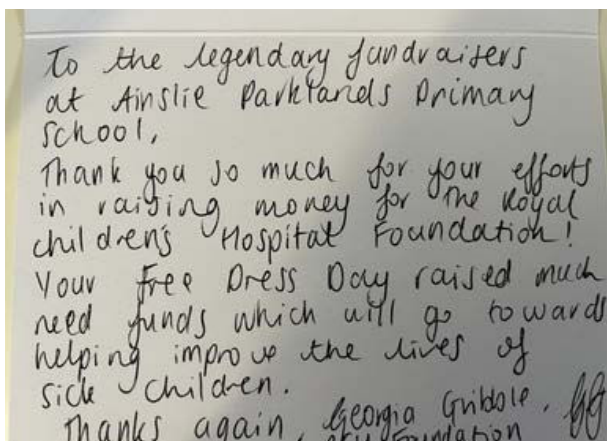 To the legendary fundraisers
at Ainslie Parklands Primary
School,
Thank you so much for your efforts
in raising money for the Royal
children's Hospital Foundation!
Your Free Dress Day raised much
need funds which will go towards
helping improve the lives of
sick children.
Thanks again, Georgia Gribble. GG
Foundation